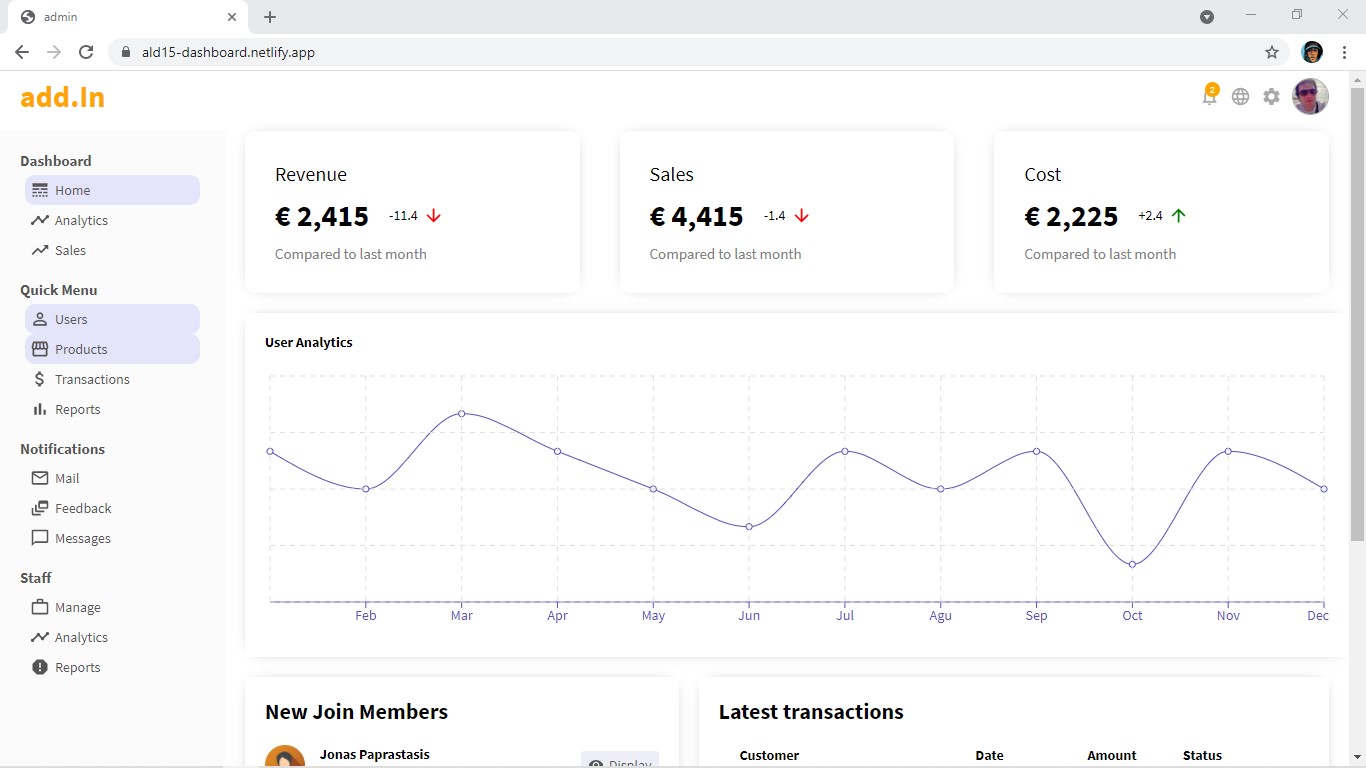 admin
ald15-dashboard.netlify.app
add.In
2
Dashboard
Home
Analytics
Sales
Quick Menu
Users
Products
Transactions
Reports
Notifications
Mail
Feedback
Messages
Staff
Manage
Analytics
Reports
Revenue
€ 2,415 -11.4
Compared to last month
Sales
€ 4,415 -1.4
Compared to last month
Cost
€ 2,225 +2.4
Compared to last month
User Analytics
Feb Mar Apr May Jun Jul Agu Sep Oct Nov Dec
New Join Members
Jonas Paprastasis
Display
Latest transactions
Customer Date Amount Status